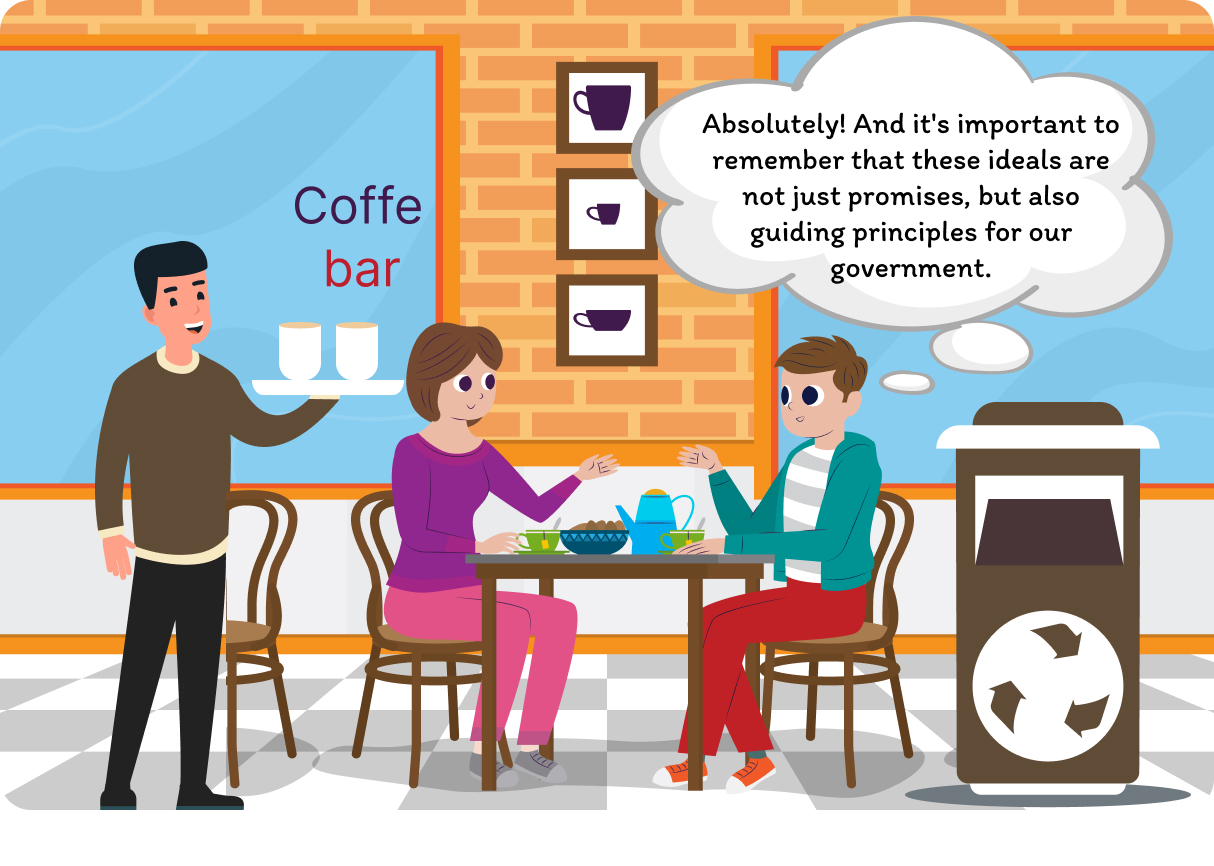 Coffe
bar
Absolutely! And it's important to
remember that these ideals are
not just promises, but also
guiding principles for our
government.